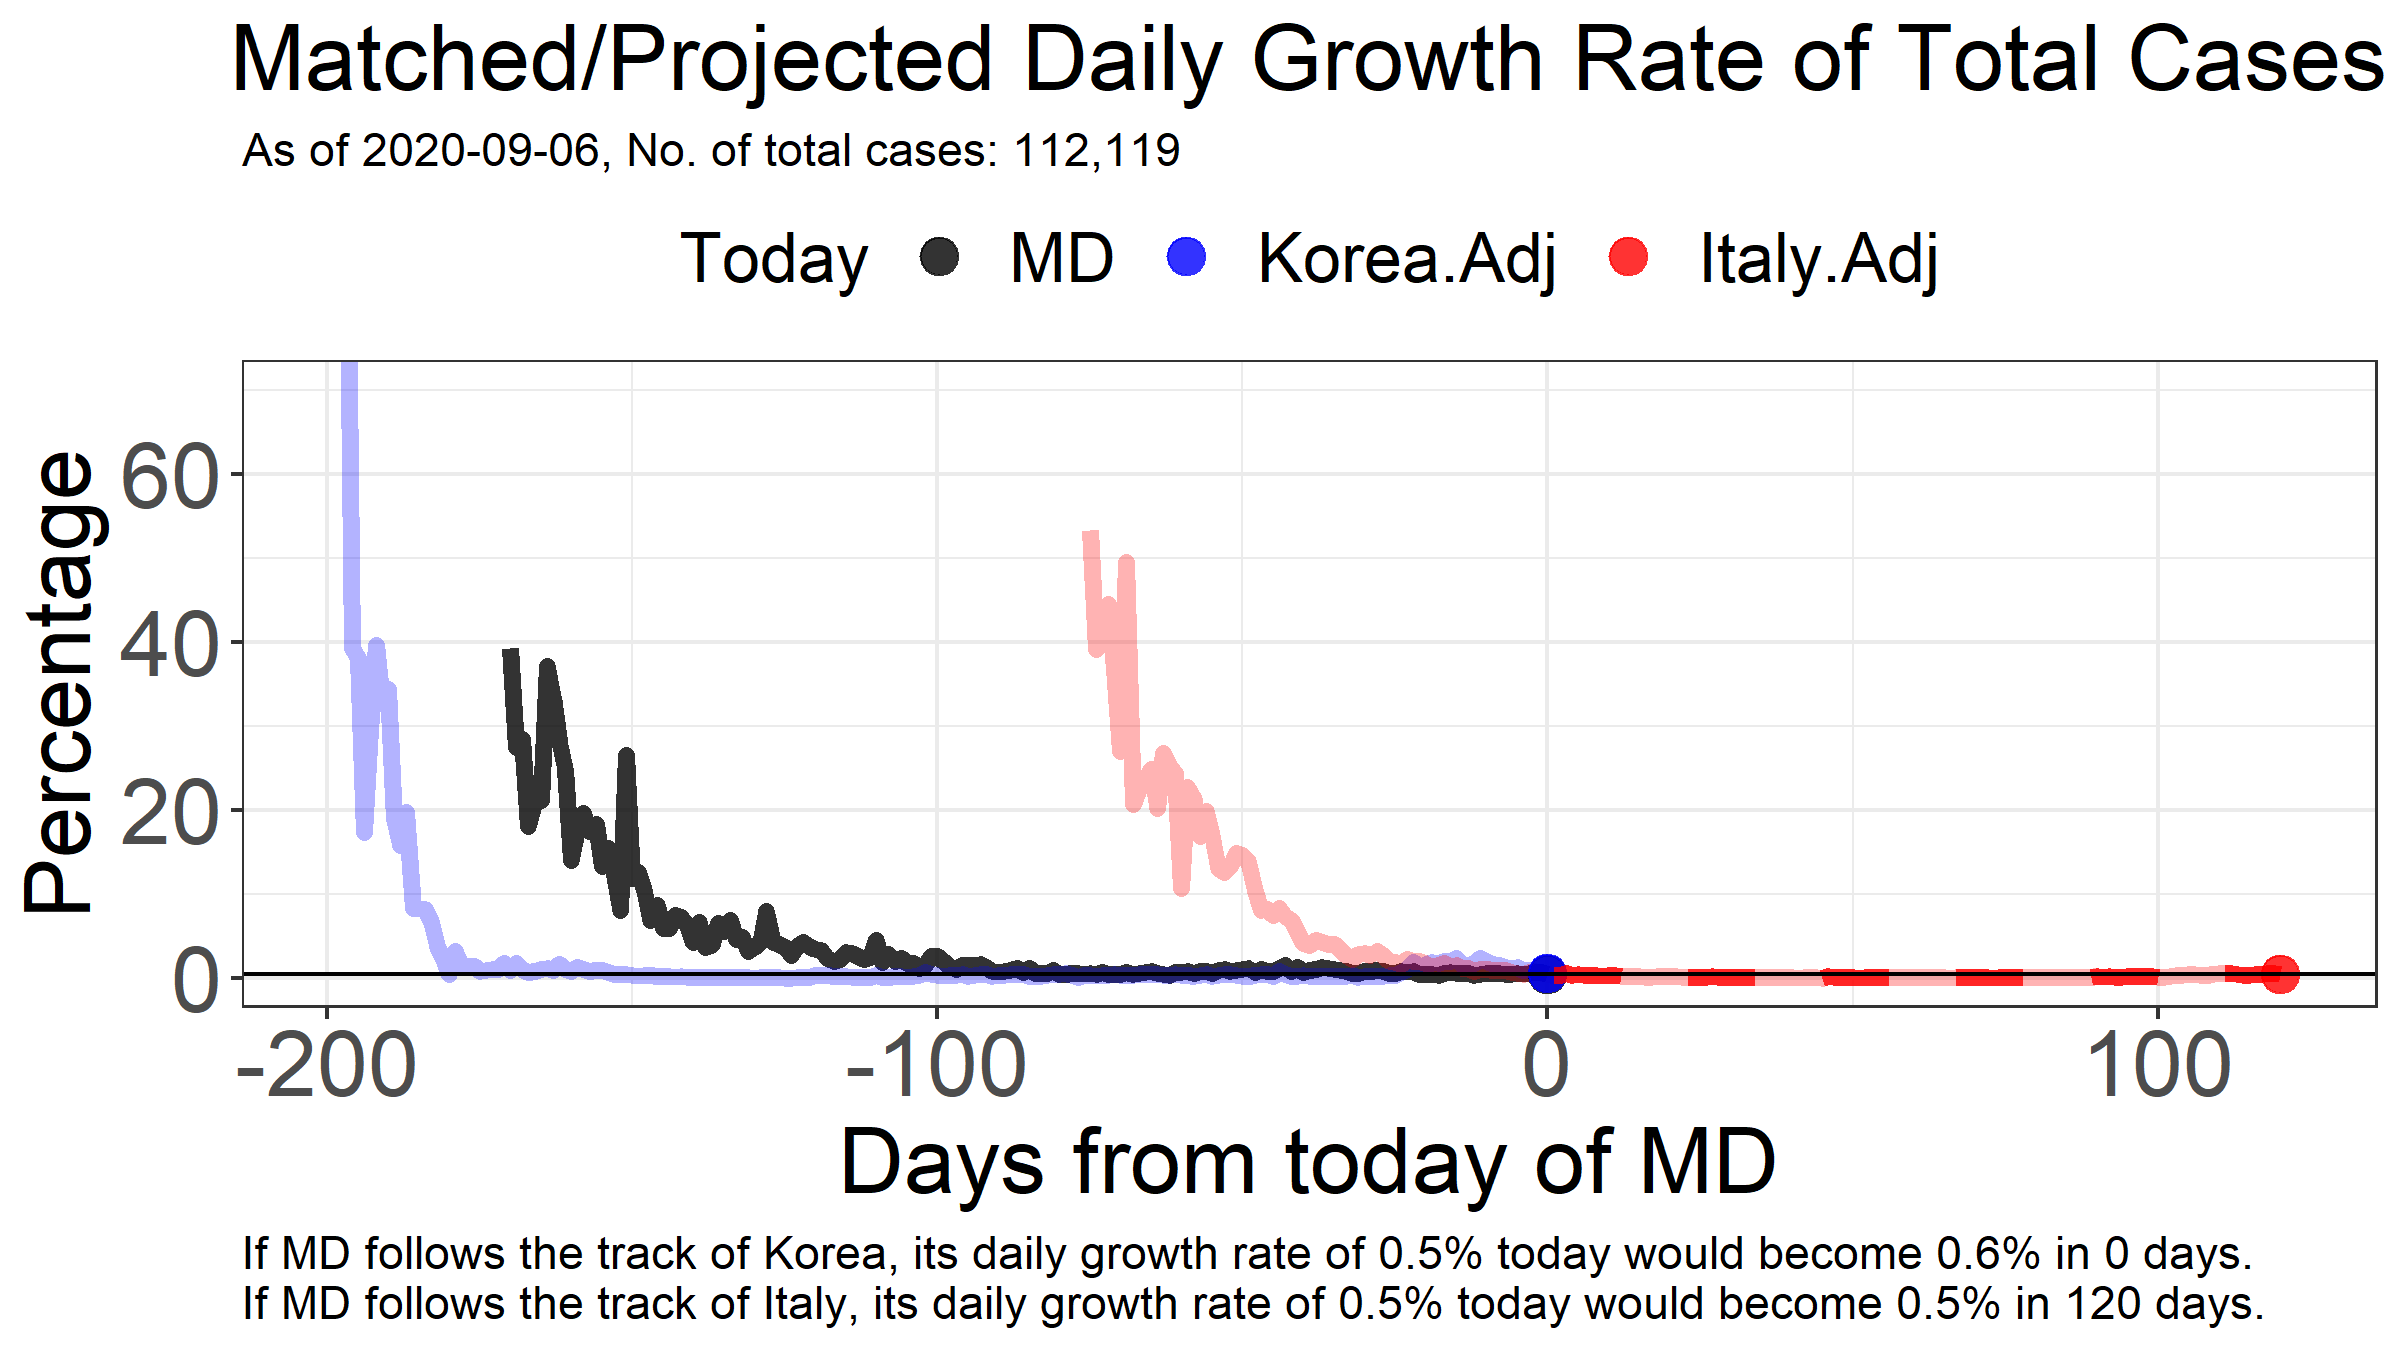 Matched/Projected Daily Growth Rate of Total Cases
As of 2020-09-06, No. of total cases: 112,119
Today MD Korea.Adj Italy.Adj
Percentage
60
40
20
0
-200 -100 0 100
Days from today of MD
If MD follows the track of Korea, its daily growth rate of 0.5% today would become 0.6% in 0 days.
If MD follows the track of Italy, its daily growth rate of 0.5% today would become 0.5% in 120 days.